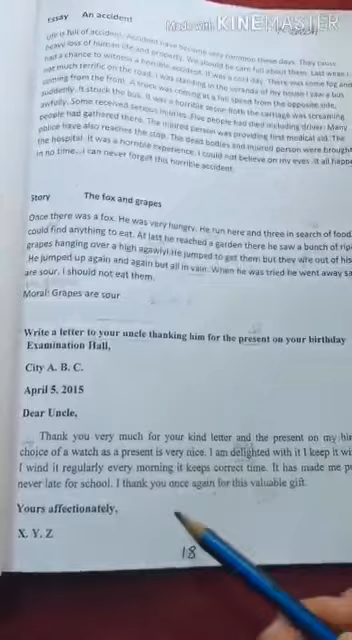 Essay An accident
Made with KINEMASTER
Life is full of accident. Accident have become very common these days. They cause
heavy loss of human life and property. We should be care full about them. Last week I
had a chance to witness a horrible accident. It was a cold day. There was some fog and
not much terrific on the road. I was standing in the veranda of my house I saw a bus
coming from the front. A truck was coming at a full speed from the opposite side,
suddenly. It struck the bus. It was a horrible sense. Both the carriage was screaming
awfully. Some received serious injuries. Five people had died including driver. Many
people had gathered there. The injured person was providing first medical aid. The
police have also reached the stop. The dead bodies and injured person were brought
the hospital. It was a horrible experience. I could not believe on my eyes. It all happe
in no time...I can never forget this horrible accident.
Story The fox and grapes
Once there was a fox. He was very hungry. He run here and three in search of food
could find anything to eat. At last he reached a garden there he saw a bunch of rip
grapes hanging over a high agawly! He jumped to get them but they wire out of his
He jumped up again and again but all in vain. When he was tried he went away sa
are sour, I should not eat them.
Moral: Grapes are sour
Write a letter to your uncle thanking him for the present on your birthday
Examination Hall,
City A. B. C.
April 5, 2015
Dear Uncle,
Thank you very much for your kind letter and the present on my bir
choice of a watch as a present is very nice. I am delighted with it I keep it wi
I wind it regularly every morning it keeps correct time. It has made me p
never late for school. I thank you once again for this valuable gift.
Yours affectionately,
X. Y. Z
18